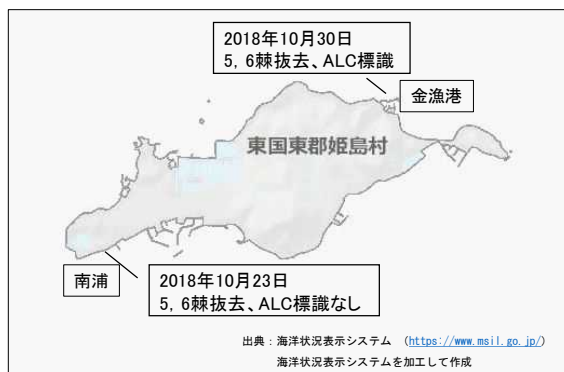 2018年10月30日
5, 6棘抜去、ALC標識
金漁港
東国東郡姫島村
南浦
2018年10月23日
5, 6棘抜去、ALC標識なし
出典：海洋状況表示システム （https://www.msil.go.jp/）
海洋状況表示システムを加工して作成